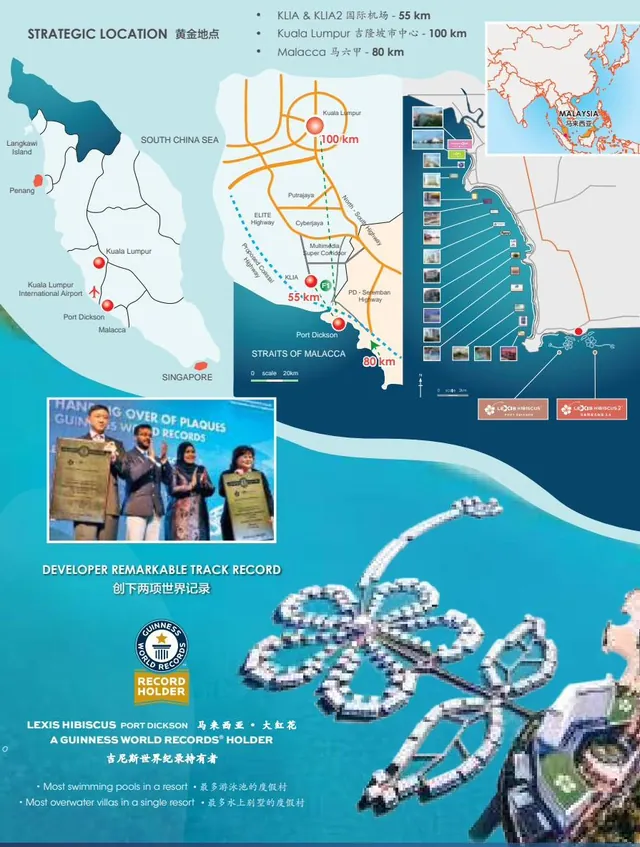 STRATEGIC LOCATION 黄金地点
• KLIA & KLIA2 国际机场 - 55 km
• Kuala Lumpur 吉隆坡市中心 - 100 km
• Malacca 马六甲 - 80 km
Langkawi
Island
Penang
SOUTH CHINA SEA
Kuala Lumpur
Kuala Lumpur
International Airport
Port Dickson
Malacca
SINGAPORE
Kuala Lumpur
100 km
Putrajaya
ELITE
Highway
Cyberjaya
North - South Highway
Multimedia
Super Corridor
Proposed Coastal
Highway
KLIA
55 km
PD - Seremban
Highway
Port Dickson
STRAITS OF MALACCA
80 km
0 scale 20km
MALAYSIA
马来西亚
LEXIS HIBISCUS
PORT DICKSON
LEXIS HIBISCUS 2
HANDING OVER OF PLAQUES
GUINNESS WORLD RECORDS
DEVELOPER REMARKABLE TRACK RECORD
创下两项世界记录
GUINNESS
WORLD RECORDS
RECORD
HOLDER
LEXIS HIBISCUS PORT DICKSON 马来西亚 • 大红花
A GUINNESS WORLD RECORDS® HOLDER
吉尼斯世界纪录持有者
• Most swimming pools in a resort • 最多游泳池的度假村
• Most overwater villas in a single resort • 最多水上别墅的度假村